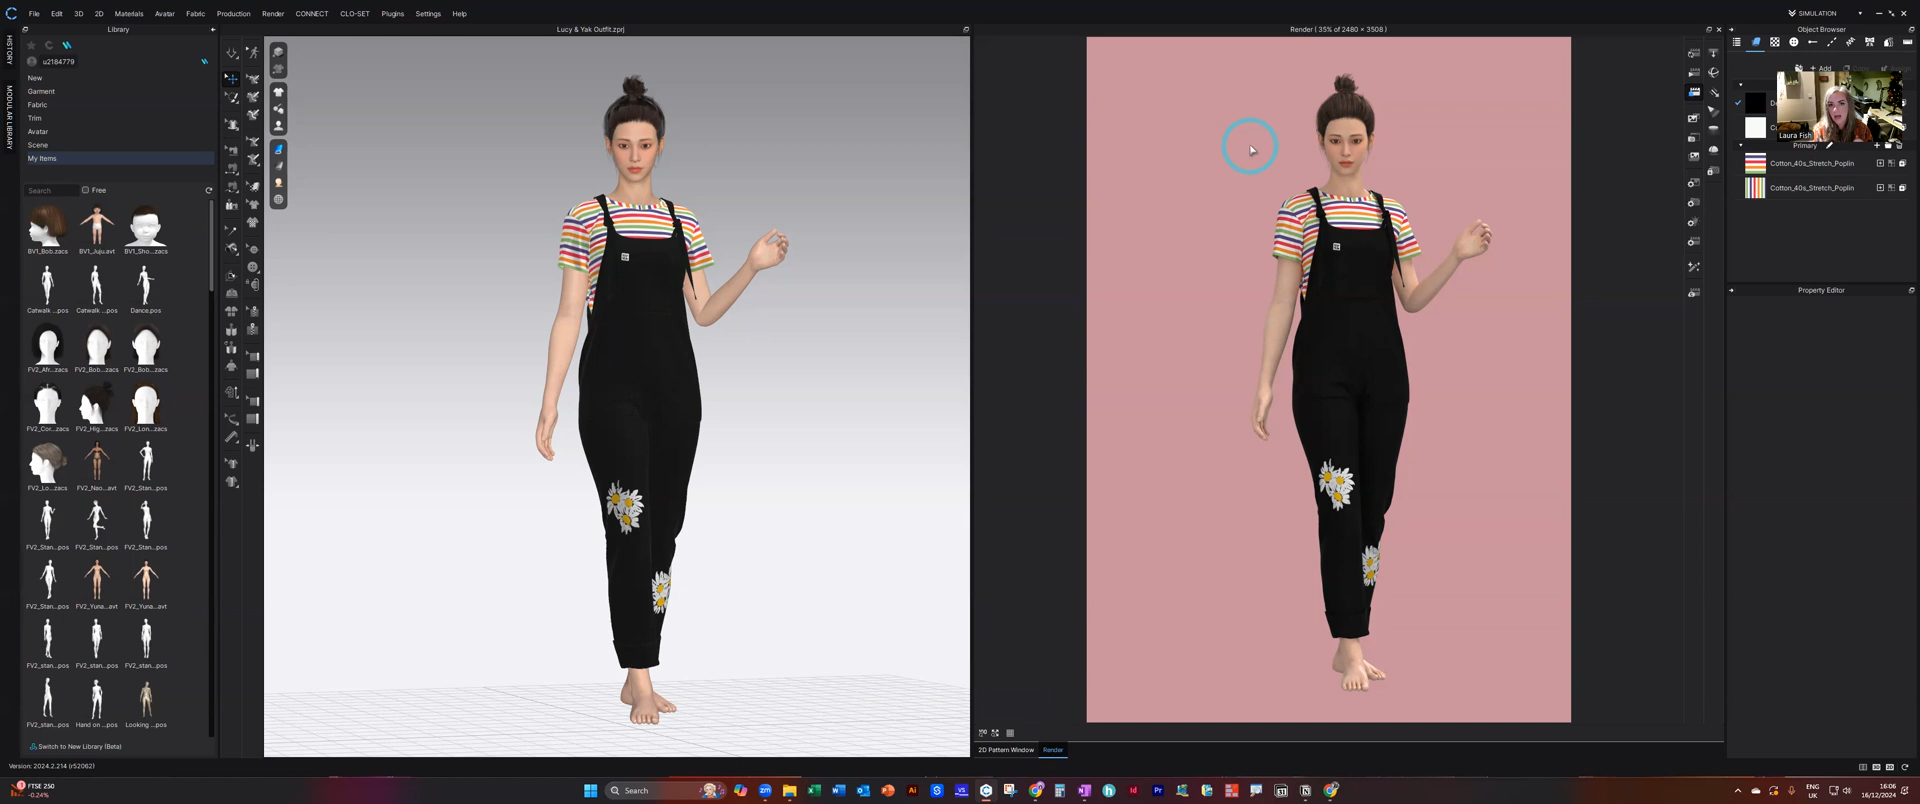 File Edit 3D 2D Materials Avatar Fabric Production Render CONNECT CLO-SET Plugins Settings Help
SIMULATION
Library
Lucy & Yak Outfit.zprj
Render ( 35% of 2480 x 3508 )
Object Browser
HISTORY
MODULAR LIBRARY
u2184779
New
Garment
Fabric
Trim
Avatar
Scene
My Items
Search
Free
BV1_Bob.zacs BV1_Juju.avt BV1_Sho...zacs
Catwalk ...pos Catwalk ...pos Dance.pos
FV2_Afr...zacs FV2_Bob...zacs FV2_Bob...zacs
FV2_Cor...zacs FV2_Hig...zacs FV2_Lon...zacs
FV2_Lo...zacs FV2_Nao...avt FV2_Stan...pos
FV2_Stan...pos FV2_Stan...pos FV2_Stan...pos
FV2_Stan...pos FV2_Yuna...avt FV2_Yuna...avt
FV2_stan...pos FV2_stan...pos FV2_stan...pos
FV2_stan...pos Hand on ...pos Looking ...pos
Switch to New Library (Beta)
Add
Laura Fish
Primary
Cotton_40s_Stretch_Poplin
Cotton_40s_Stretch_Poplin
Property Editor
2D Pattern Window Render
Version: 2024.2.214 (r52062)
FTSE 250
-0.24%
Search
ENG
UK
16:06
16/12/2024